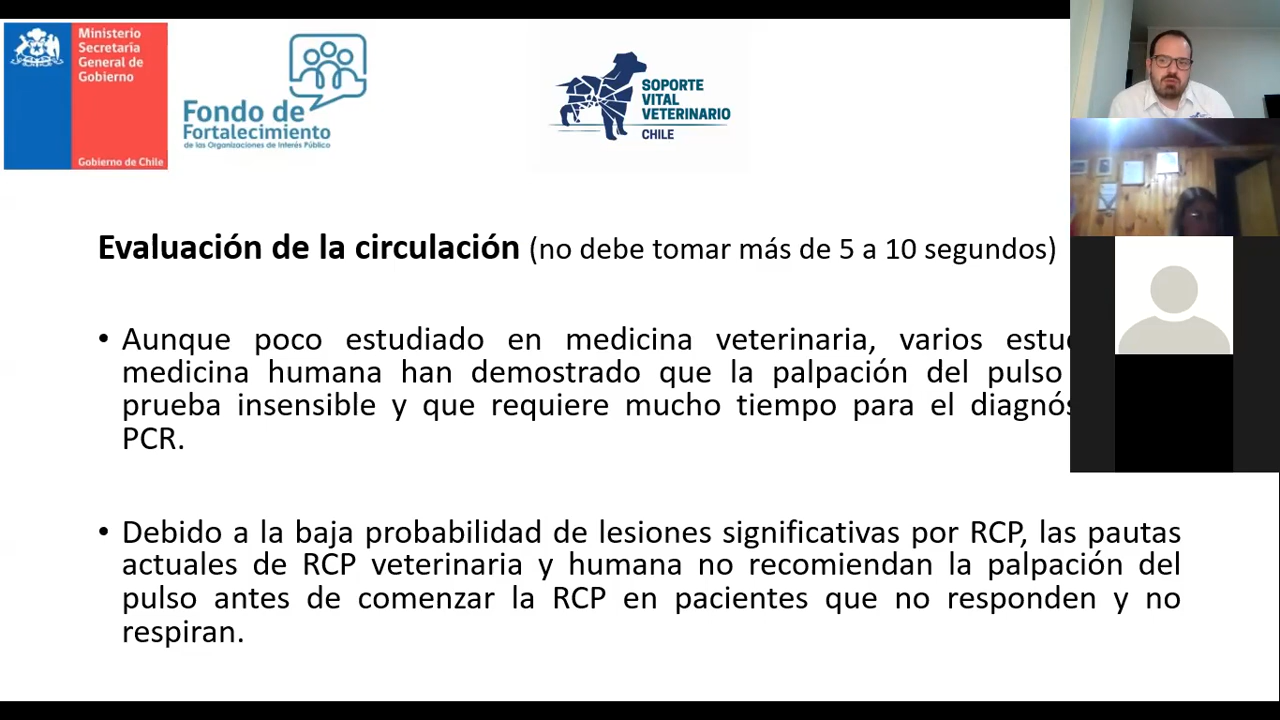 Ministerio
Secretaría
General de
Gobierno
Gobierno de Chile
Fondo de
Fortalecimiento
de las Organizaciones de Interés Público
SOPORTE
VITAL
VETERINARIO
CHILE
Evaluación de la circulación (no debe tomar más de 5 a 10 segundos)
• Aunque poco estudiado en medicina veterinaria, varios
medicina humana han demostrado que la palpación del pulso
prueba insensible y que requiere mucho tiempo para el
PCR.
• Debido a la baja probabilidad de lesiones significativas por RCP, las pautas
actuales de RCP veterinaria y humana no recomiendan la palpación del
pulso antes de comenzar la RCP en pacientes que no responden y no
respiran.